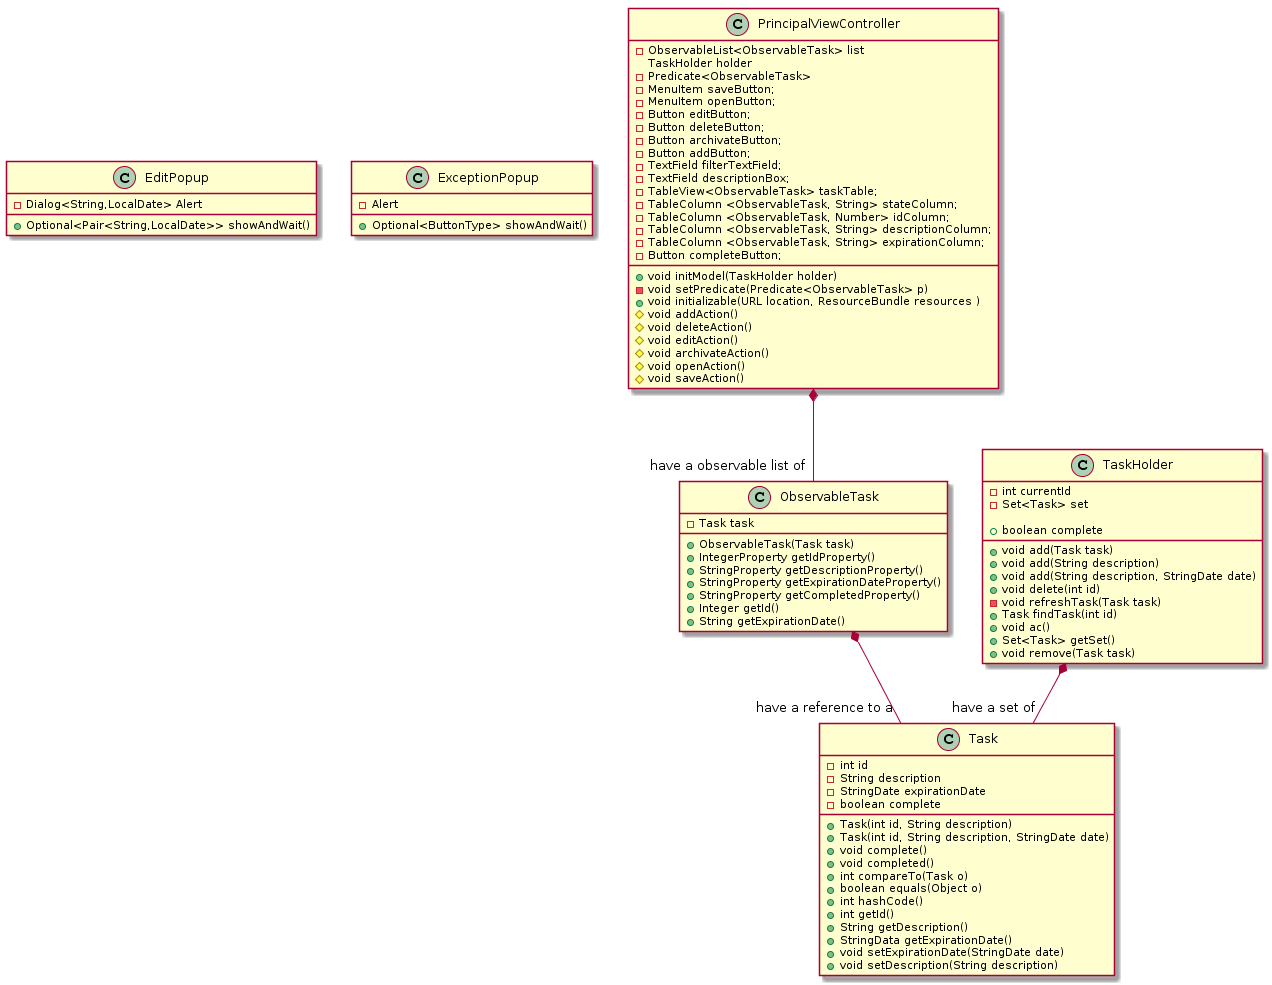 C PrincipalViewController
ObservableList<ObservableTask> list
TaskHolder holder
Predicate<ObservableTask>
MenuItem saveButton;
MenuItem openButton;
Button editButton;
Button deleteButton;
Button archivateButton;
Button addButton;
TextField filterTextField;
TextField descriptionBox;
TableView<ObservableTask> taskTable;
TableColumn <ObservableTask, String> stateColumn;
TableColumn <ObservableTask, Number> idColumn;
TableColumn <ObservableTask, String> descriptionColumn;
TableColumn <ObservableTask, String> expirationColumn;
Button completeButton;
void initModel(TaskHolder holder)
void setPredicate(Predicate<ObservableTask> p)
void initializable(URL location, ResourceBundle resources )
void addAction()
void deleteAction()
void editAction()
void archivateAction()
void openAction()
void saveAction()
C EditPopup
Dialog<String,LocalDate> Alert
Optional<Pair<String,LocalDate>> showAndWait()
C ExceptionPopup
Alert
Optional<ButtonType> showAndWait()
have a observable list of
C ObservableTask
Task task
ObservableTask(Task task)
IntegerProperty getIdProperty()
StringProperty getDescriptionProperty()
StringProperty getExpirationDateProperty()
StringProperty getCompletedProperty()
Integer getId()
String getExpirationDate()
C TaskHolder
int currentId
Set<Task> set
boolean complete
void add(Task task)
void add(String description)
void add(String description, StringDate date)
void delete(int id)
void refreshTask(Task task)
Task findTask(int id)
void ac()
Set<Task> getSet()
void remove(Task task)
have a reference to a
have a set of
C Task
int id
String description
StringDate expirationDate
boolean complete
Task(int id, String description)
Task(int id, String description, StringDate date)
void complete()
void completed()
int compareTo(Task o)
boolean equals(Object o)
int hashCode()
int getId()
String getDescription()
StringData getExpirationDate()
void setExpirationDate(StringDate date)
void setDescription(String description)